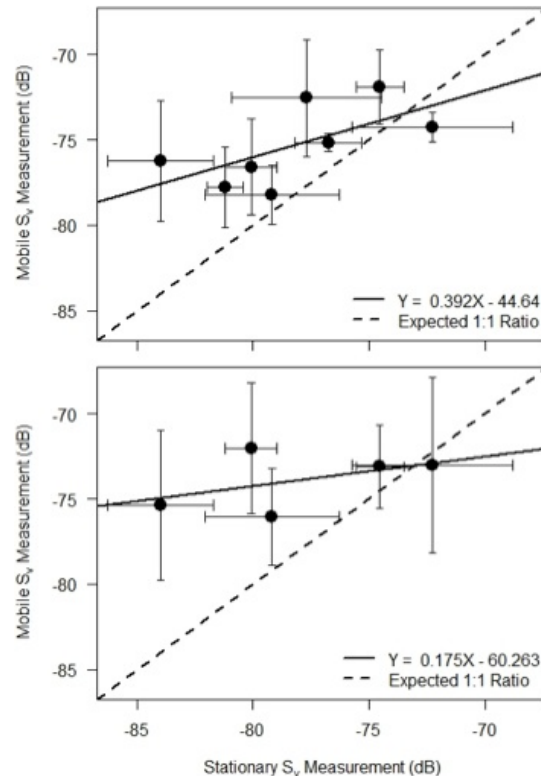 Mobile Sv Measurement (dB)
-70
-75
-80
-85
Y = 0.392X - 44.64
Expected 1:1 Ratio
Mobile Sv Measurement (dB)
-70
-75
-80
-85
Y = 0.175X - 60.263
Expected 1:1 Ratio
-85 -80 -75 -70
Stationary Sv Measurement (dB)